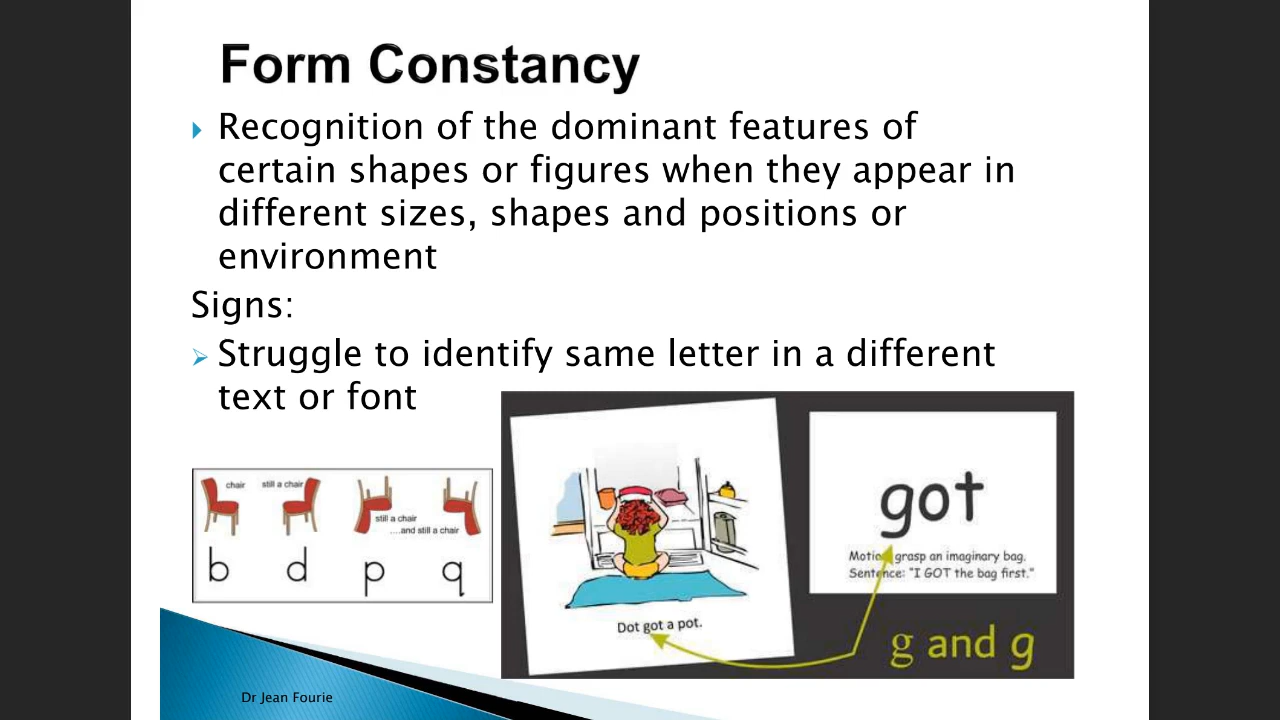 Form Constancy
Recognition of the dominant features of
certain shapes or figures when they appear in
different sizes, shapes and positions or
environment
Signs:
Struggle to identify same letter in a different
text or font
chair
still a chair
still a chair
....and still a chair
b d p q
Dot got a pot.
got
Motion: grasp an imaginary bag.
Sentence: "I GOT the bag first."
g and g
Dr Jean Fourie